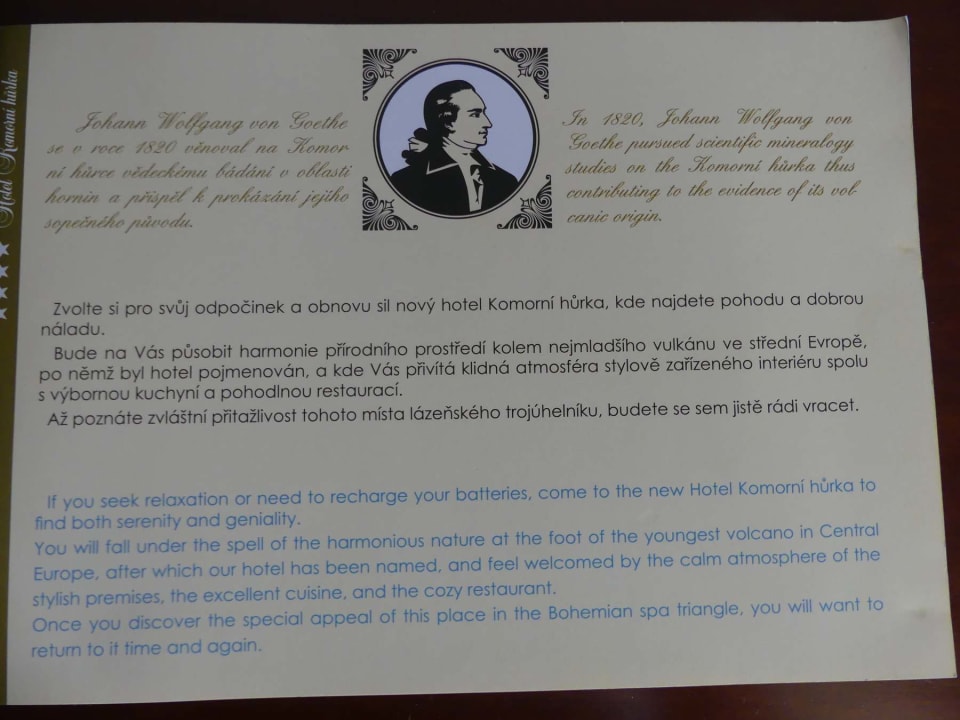 Hotel Komorní hůrka
Johann Wolfgang von Goethe
se v roce 1820 věnoval na Komor-
ní hůrce vědeckému bádání v oblasti
hornin a přispěl k prokázání jejího
sopečného původu.
In 1820, Johann Wolfgang von
Goethe pursued scientific mineralogy
studies on the Komorní hůrka thus
contributing to the evidence of its vol-
canic origin.
Zvolte si pro svůj odpočinek a obnovu sil nový hotel Komorní hůrka, kde najdete pohodu a dobrou
náladu.
Bude na Vás působit harmonie přírodního prostředí kolem nejmladšího vulkánu ve střední Evropě,
po němž byl hotel pojmenován, a kde Vás přivítá klidná atmosféra stylově zařízeného interiéru spolu
s výbornou kuchyní a pohodlnou restaurací.
Až poznáte zvláštní přitažlivost tohoto místa lázeňského trojúhelníku, budete se sem jistě rádi vracet.
If you seek relaxation or need to recharge your batteries, come to the new Hotel Komorní hůrka to
find both serenity and geniality.
You will fall under the spell of the harmonious nature at the foot of the youngest volcano in Central
Europe, after which our hotel has been named, and feel welcomed by the calm atmosphere of the
stylish premises, the excellent cuisine, and the cozy restaurant.
Once you discover the special appeal of this place in the Bohemian spa triangle, you will want to
return to it time and again.